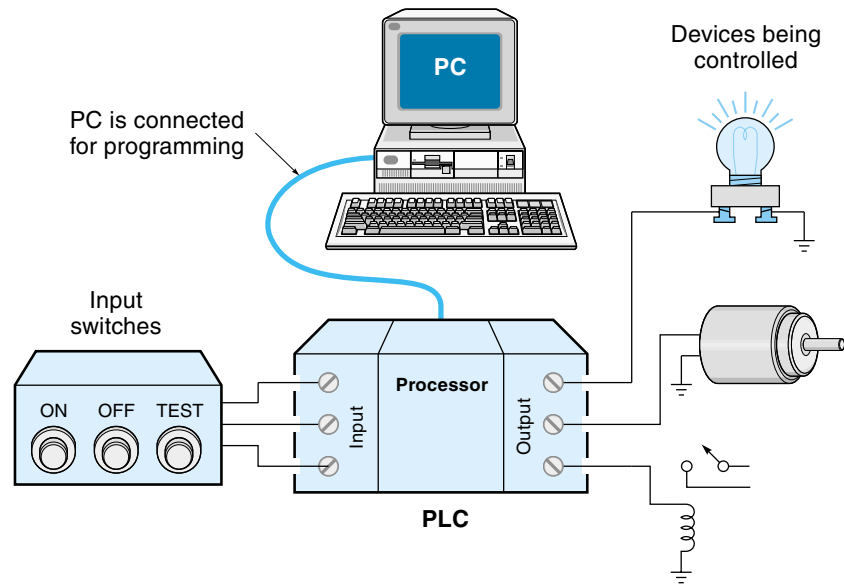 PC
Devices being
controlled
PC is connected
for programming
Input
switches
ON OFF TEST
Input
Processor
Output
PLC